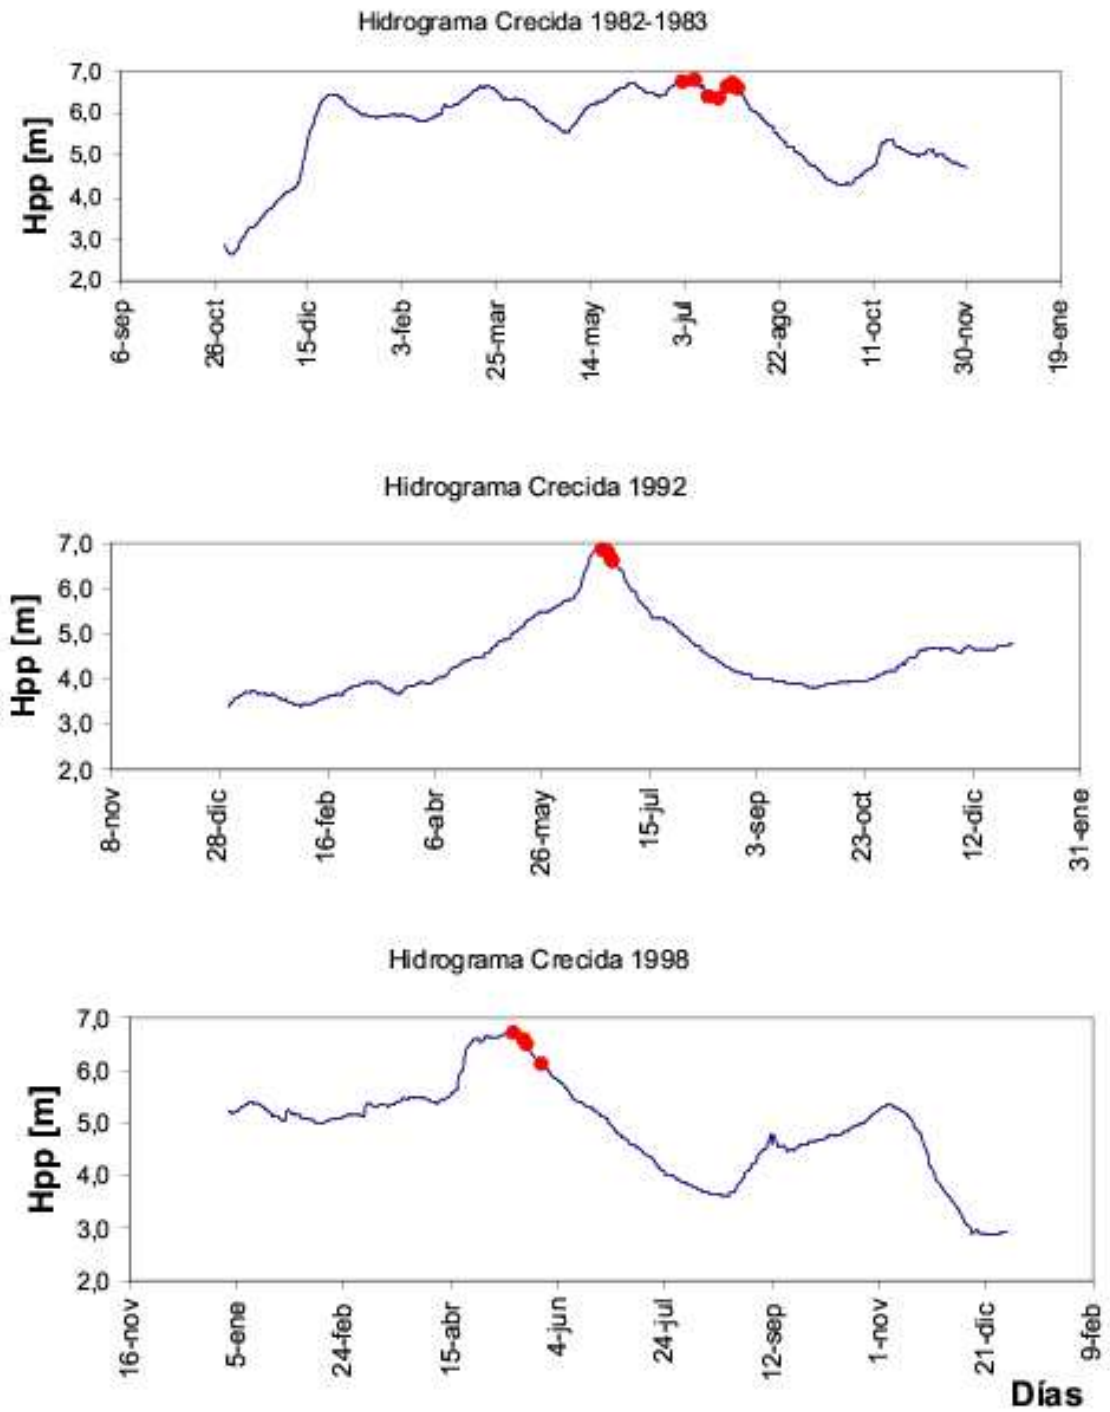 Hidrograma Crecida 1982-1983
Hpp [m]
7,0
6,0
5,0
4,0
3,0
2,0
6-sep
26-oct
15-dic
3-feb
25-mar
14-may
3-jul
22-ago
11-oct
30-nov
19-ene
Hidrograma Crecida 1992
Hpp [m]
7,0
6,0
5,0
4,0
3,0
2,0
8-nov
28-dic
16-feb
6-abr
26-may
15-jul
3-sep
23-oct
12-dic
31-ene
Hidrograma Crecida 1998
Hpp [m]
7,0
6,0
5,0
4,0
3,0
2,0
16-nov
5-ene
24-feb
15-abr
4-jun
24-jul
12-sep
1-nov
21-dic
9-feb
Días